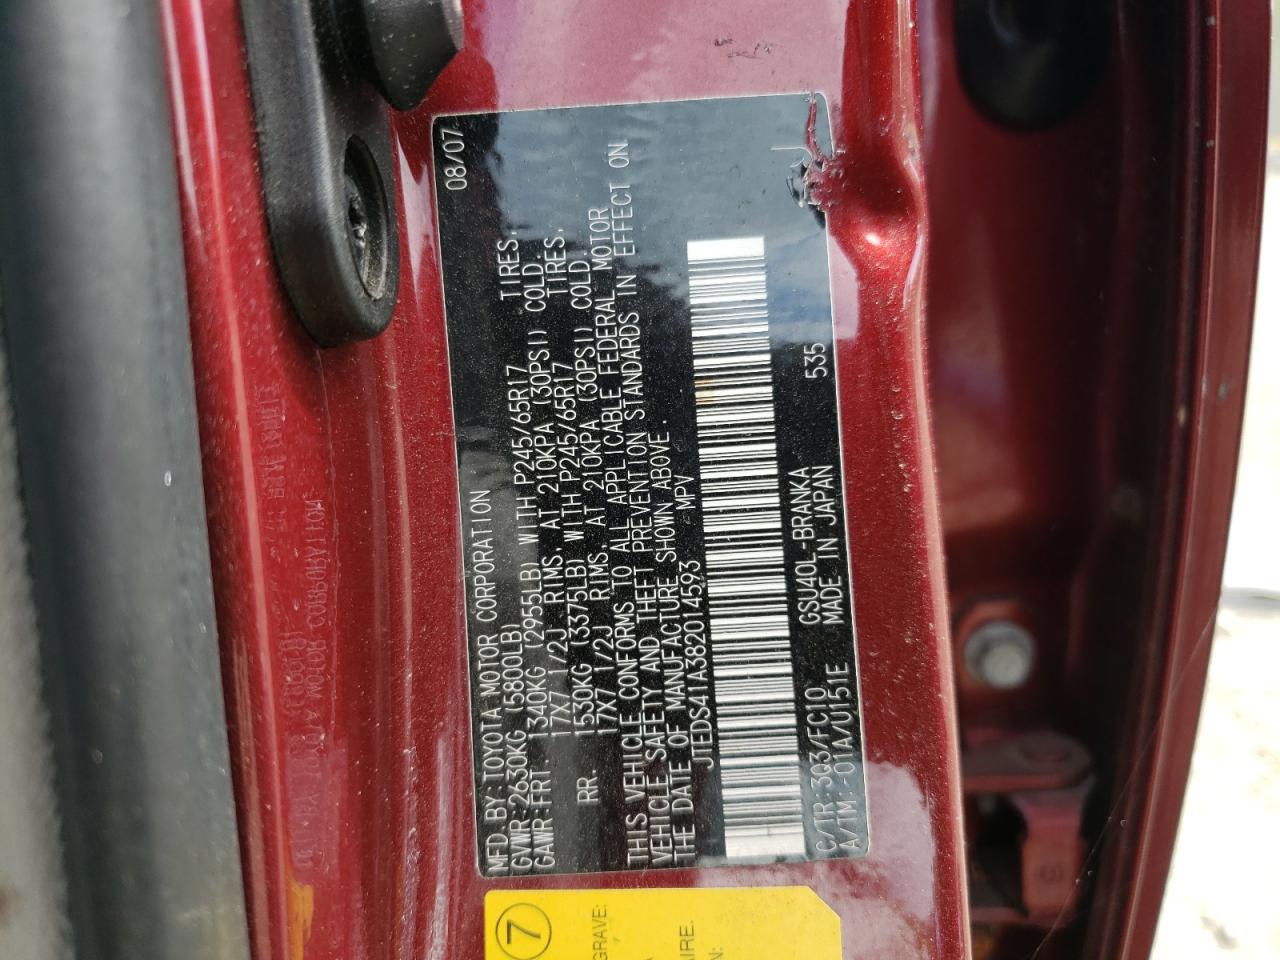 MFD. BY: TOYOTA MOTOR CORPORATION 08/07
GVWR: 2630KG (5800LB)
GAWR: FRT. 1340KG (2955LB) WITH P245/65R17 TIRES,
17X7 1/2J RIMS, AT 210KPA (30PSI) COLD.
RR. 1530KG (3375LB) WITH P245/65R17 TIRES,
17X7 1/2J RIMS, AT 210KPA (30PSI) COLD.
THIS VEHICLE CONFORMS TO ALL APPLICABLE FEDERAL MOTOR
VEHICLE SAFETY AND THEFT PREVENTION STANDARDS IN EFFECT ON
THE DATE OF MANUFACTURE SHOWN ABOVE.
JTEDS41A382014593 MPV
C/TR: 3Q3/FC10 GSU40L-BRANKA 535
A/TM: -01A/U151E MADE IN JAPAN
7
GRAVE:
AIRE.
N: